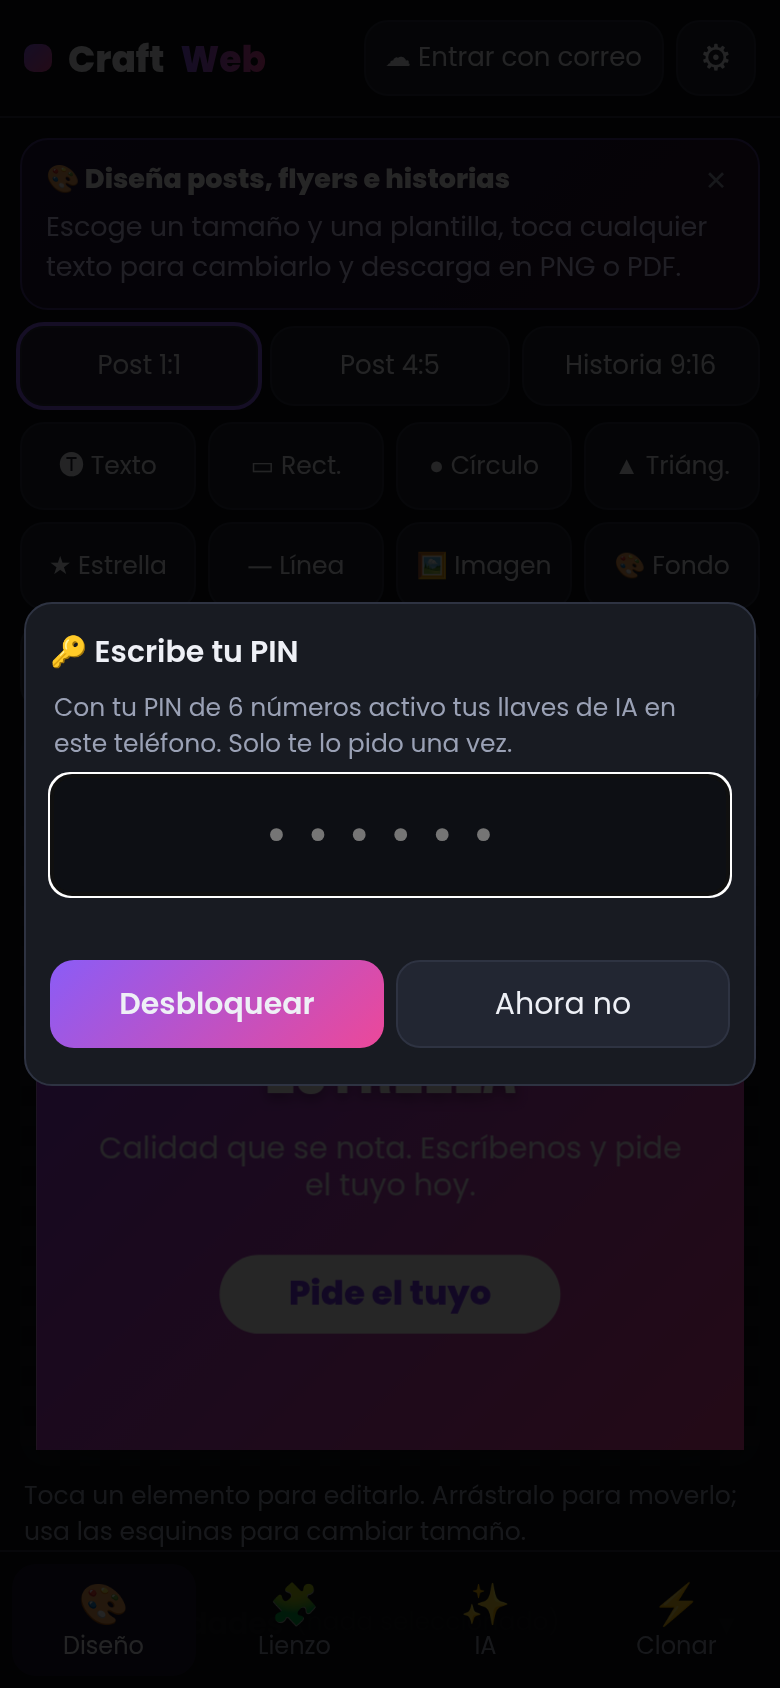 Craft Web
☁ Entrar con correo
⚙
🎨 Diseña posts, flyers e historias
✕
Escoge un tamaño y una plantilla, toca cualquier
texto para cambiarlo y descarga en PNG o PDF.
Post 1:1
Post 4:5
Historia 9:16
🅣 Texto
▭ Rect.
● Círculo
▲ Triáng.
★ Estrella
— Línea
🖼️ Imagen
🎨 Fondo
🔑 Escribe tu PIN
Con tu PIN de 6 números activo tus llaves de IA en
este teléfono. Solo te lo pido una vez.
• • • • • •
Desbloquear
Ahora no
ESTRELLA
Calidad que se nota. Escríbenos y pide
el tuyo hoy.
Pide el tuyo
Toca un elemento para editarlo. Arrástralo para moverlo;
usa las esquinas para cambiar tamaño.
🎨 Diseño
🧩 Lienzo
✨ IA
⚡ Clonar